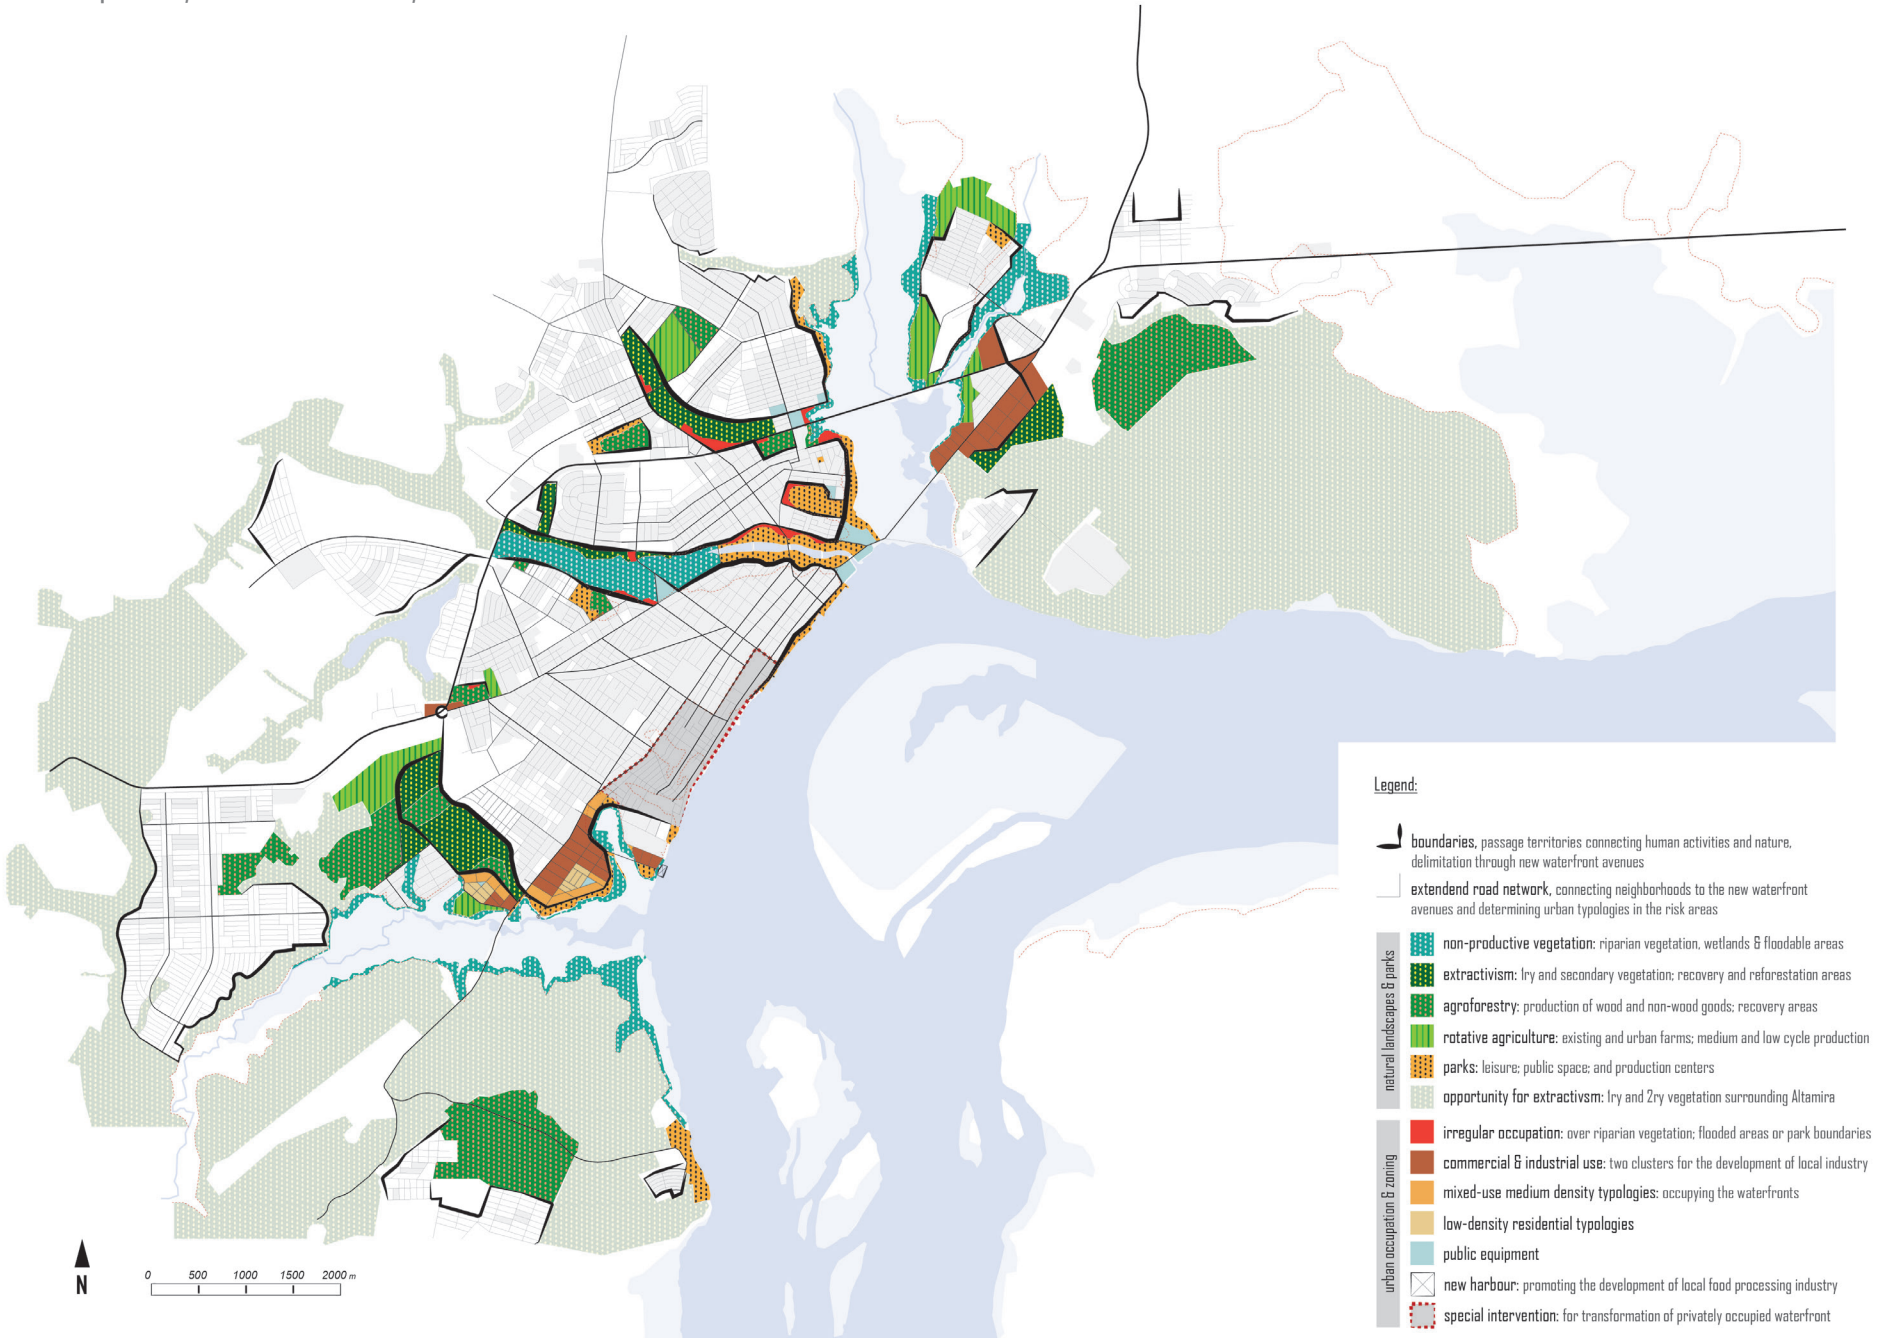 Legend:
boundaries, passage territories connecting human activities and nature,
delimitation through new waterfront avenues
extendend road network, connecting neighborhoods to the new waterfront
avenues and determining urban typologies in the risk areas
natural landscapes & parks
non-productive vegetation: riparian vegetation, wetlands & floodable areas
extractivism: 1ry and secondary vegetation; recovery and reforestation areas
agroforestry: production of wood and non-wood goods; recovery areas
rotative agriculture: existing and urban farms; medium and low cycle production
parks: leisure; public space; and production centers
opportunity for extractivsm: 1ry and 2ry vegetation surrounding Altamira
urban occupation & zoning
irregular occupation: over riparian vegetation; flooded areas or park boundaries
commercial & industrial use: two clusters for the development of local industry
mixed-use medium density typologies: occupying the waterfronts
low-density residential typologies
public equipment
new harbour: promoting the development of local food processing industry
special intervention: for transformation of privately occupied waterfront
N
0 500 1000 1500 2000 m